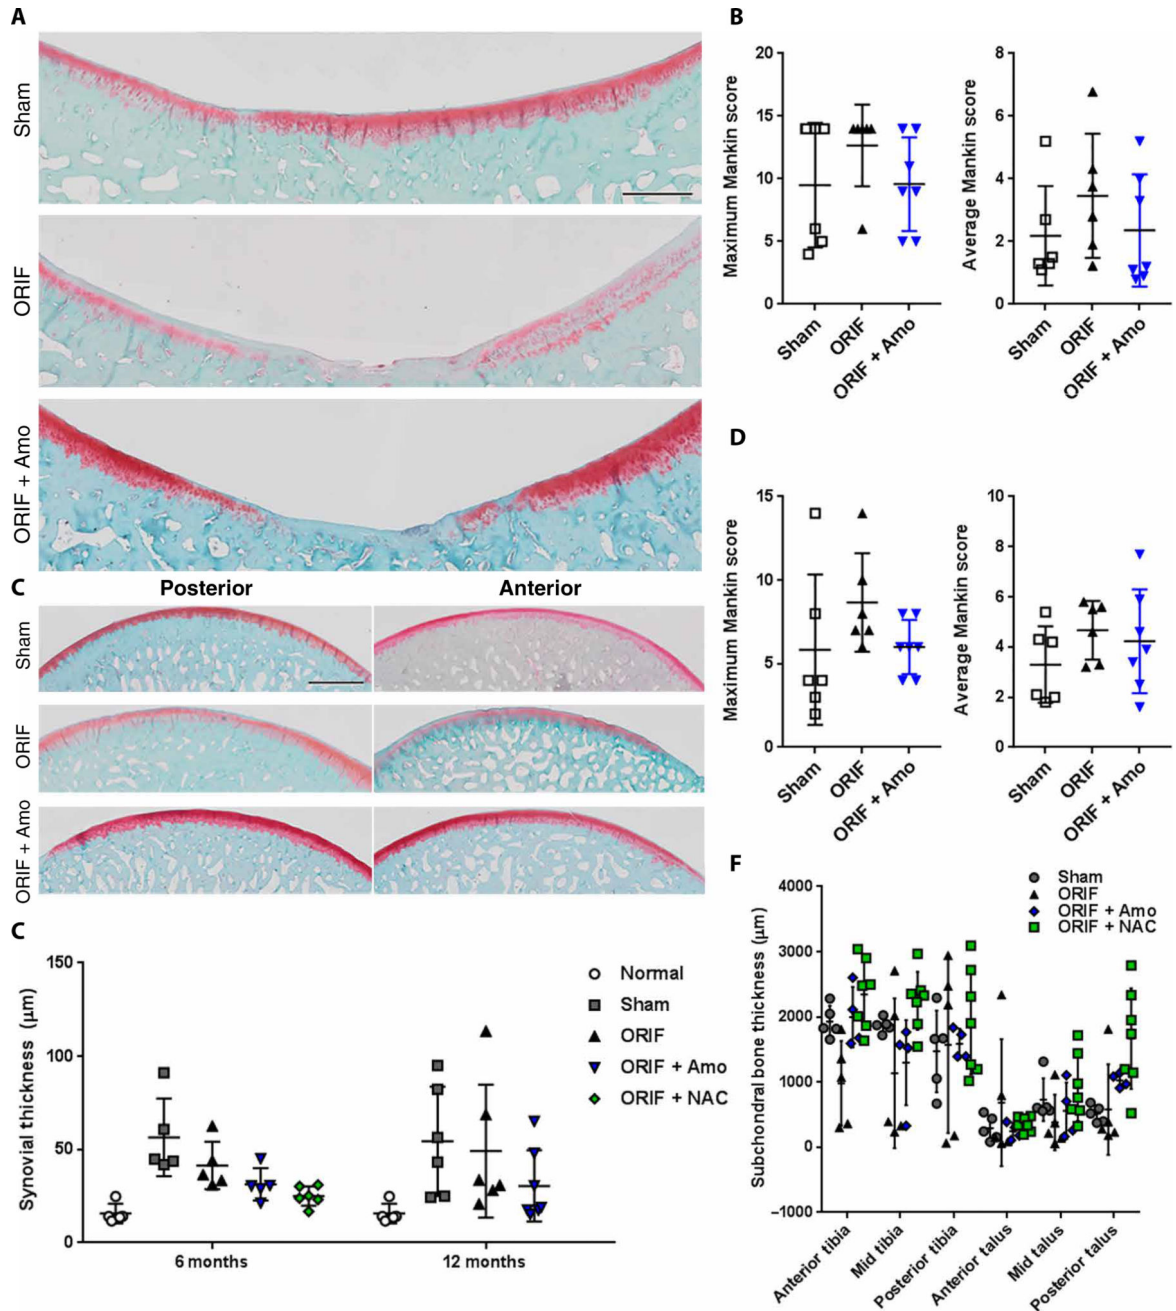 A
Sham
ORIF
ORIF + Amo
B
Maximum Mankin score
20
15
10
5
0
Sham
ORIF
ORIF + Amo
Average Mankin score
8
6
4
2
0
Sham
ORIF
ORIF + Amo
C
Posterior
Anterior
Sham
ORIF
ORIF + Amo
D
Maximum Mankin score
15
10
5
0
Sham
ORIF
ORIF + Amo
Average Mankin score
10
8
6
4
2
0
Sham
ORIF
ORIF + Amo
C
Synovial thickness (µm)
150
100
50
0
6 months
12 months
Normal
Sham
ORIF
ORIF + Amo
ORIF + NAC
F
Subchondral bone thickness (µm)
4000
3000
2000
1000
0
−1000
Sham
ORIF
ORIF + Amo
ORIF + NAC
Anterior tibia
Mid tibia
Posterior tibia
Anterior talus
Mid talus
Posterior talus